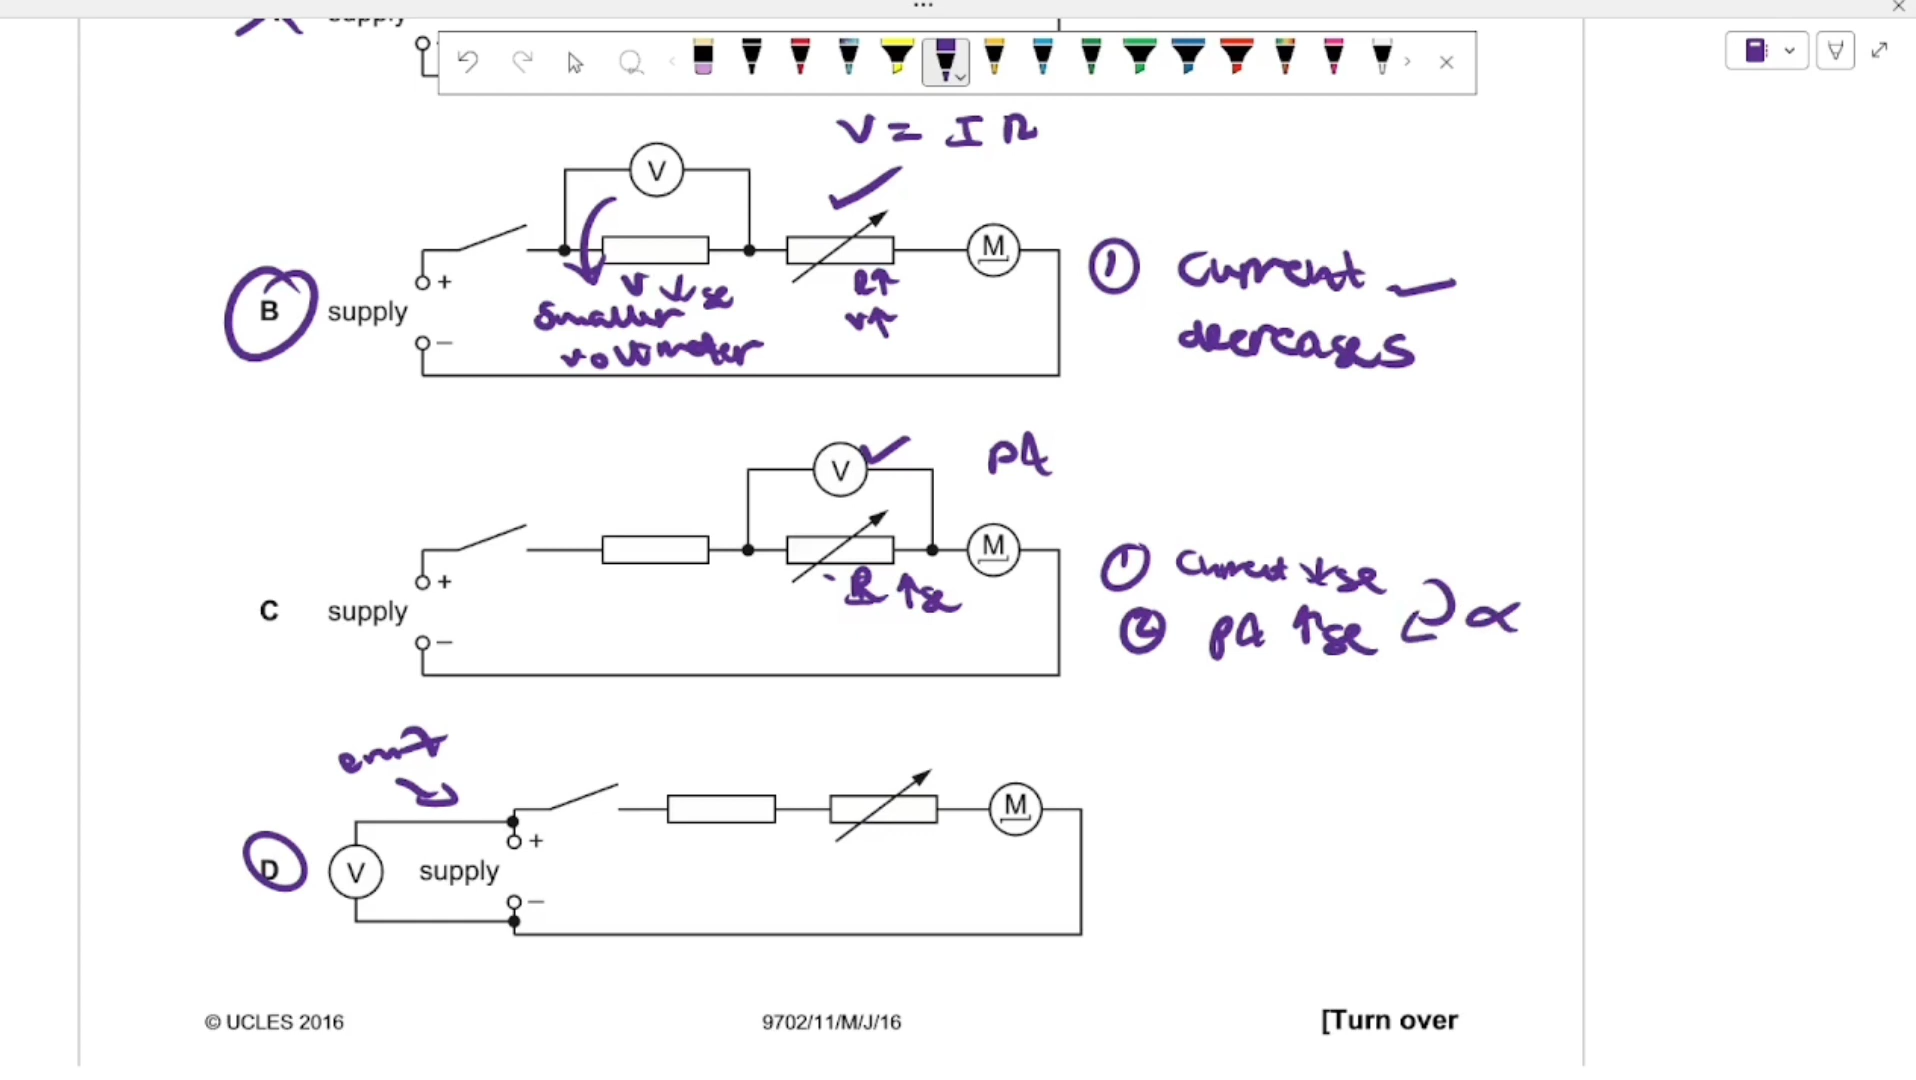 ...
supply
V = I R
V
M
① Current
decreases
+
V ↓se
R↑
V↑
B
supply
smaller
voltmeter
–
V
pd
M
① Current ↓se
+
R ↑se
② pd ↑se
∝
C
supply
–
emf
M
+
D
V
supply
–
© UCLES 2016
9702/11/M/J/16
[Turn over